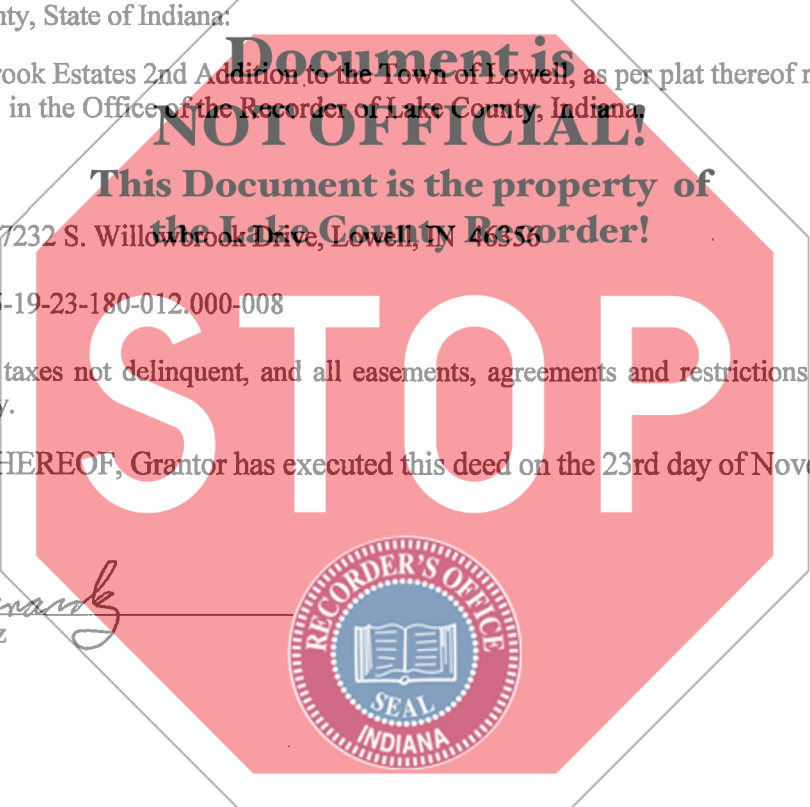 nty, State of Indiana:
Document is
rook Estates 2nd Addition to the Town of Lowell, as per plat thereof r
in the Office of the Recorder of Lake County, Indiana.
NOT OFFICIAL!
This Document is the property of
the Lake County Recorder!
7232 S. Willowbrook Drive, Lowell, IN 46356
-19-23-180-012.000-008
STOP
taxes not delinquent, and all easements, agreements and restrictions
y.
HEREOF, Grantor has executed this deed on the 23rd day of Nove
z
RECORDER'S OFFICE
SEAL
INDIANA